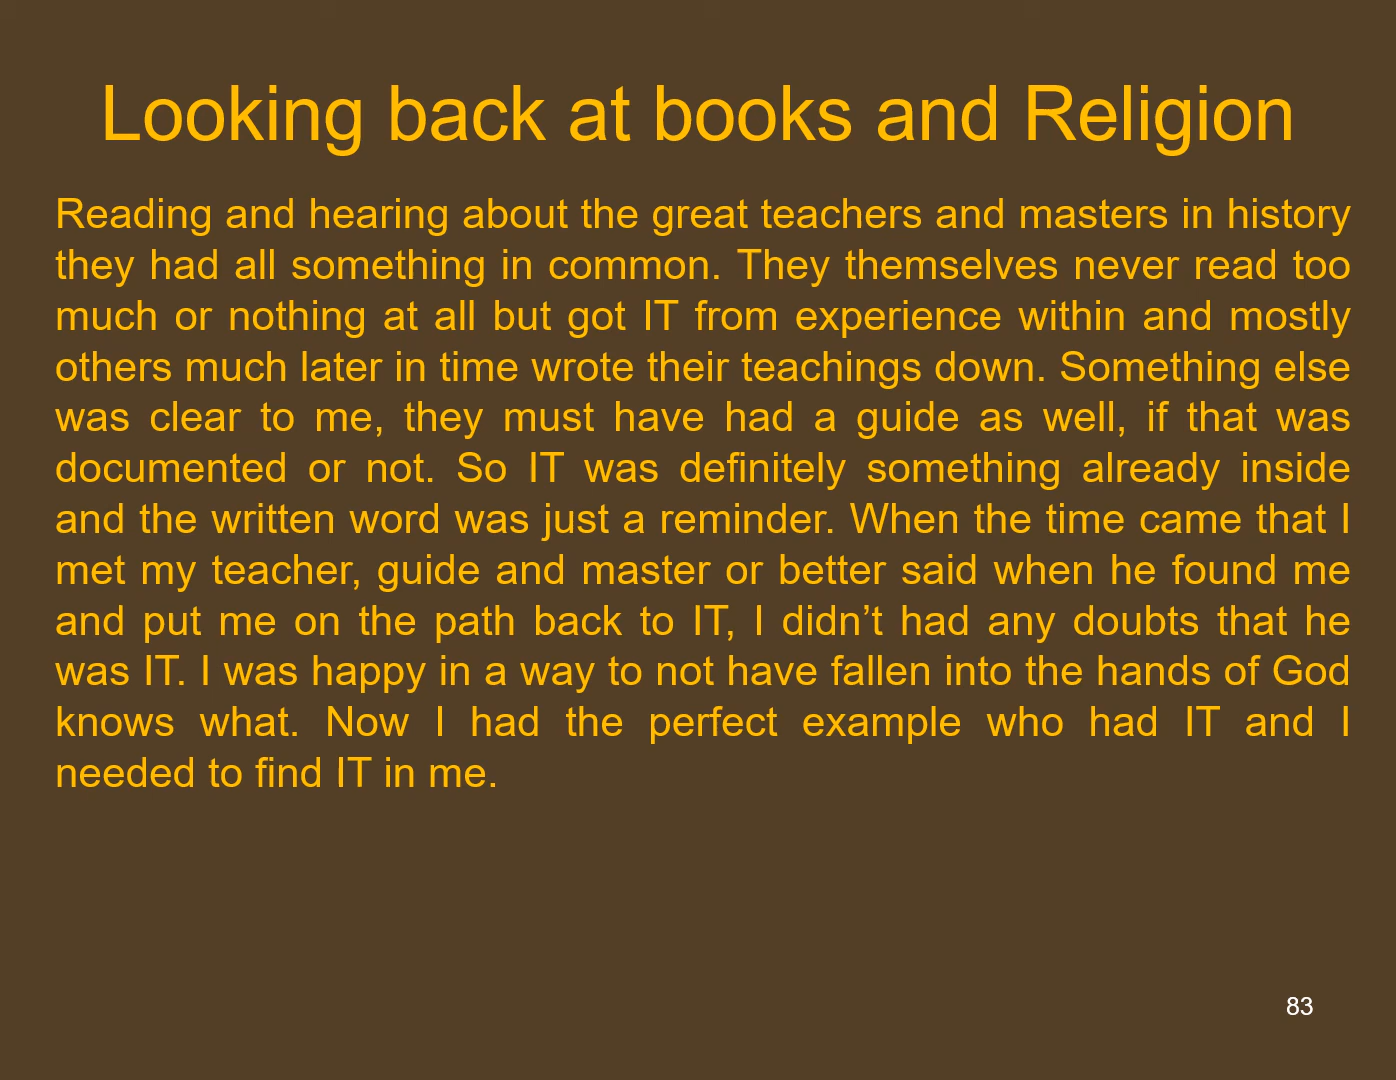 Looking back at books and Religion
Reading and hearing about the great teachers and masters in history
they had all something in common. They themselves never read too
much or nothing at all but got IT from experience within and mostly
others much later in time wrote their teachings down. Something else
was clear to me, they must have had a guide as well, if that was
documented or not. So IT was definitely something already inside
and the written word was just a reminder. When the time came that I
met my teacher, guide and master or better said when he found me
and put me on the path back to IT, I didn’t had any doubts that he
was IT. I was happy in a way to not have fallen into the hands of God
knows what. Now I had the perfect example who had IT and I
needed to find IT in me.
83